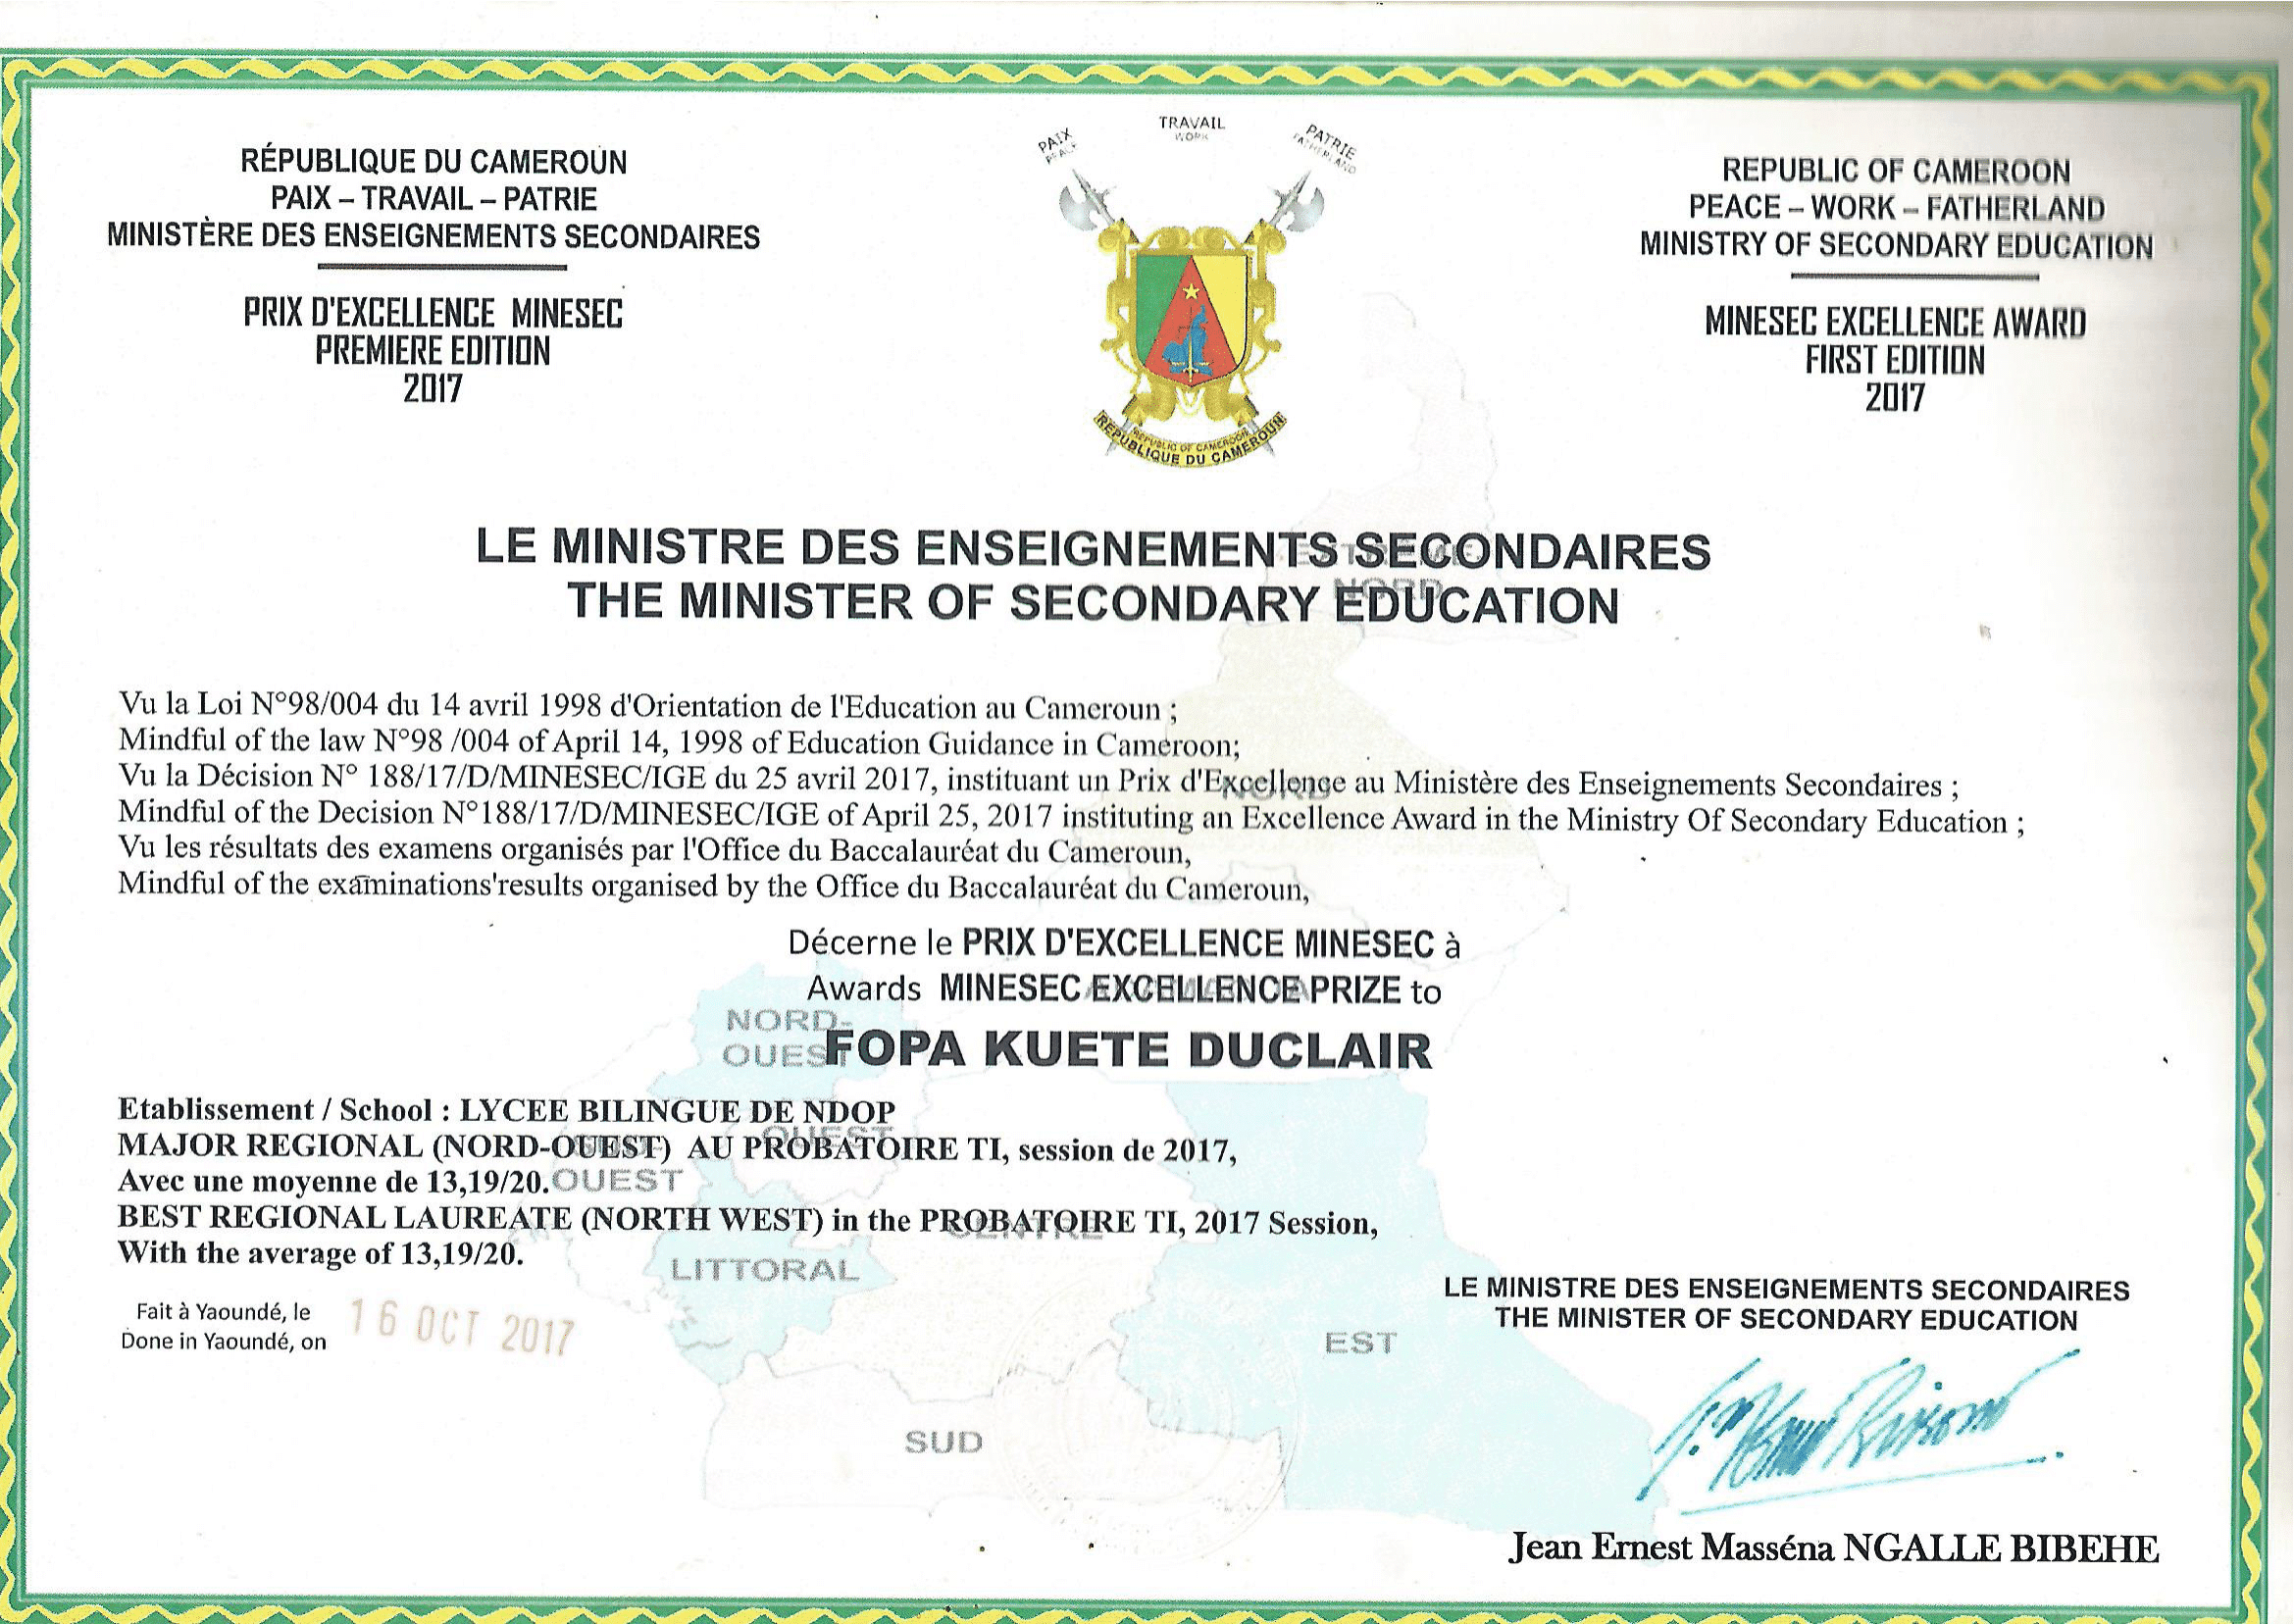 RÉPUBLIQUE DU CAMEROUN
PAIX – TRAVAIL – PATRIE
MINISTÈRE DES ENSEIGNEMENTS SECONDAIRES
PRIX D'EXCELLENCE MINESEC
PREMIERE EDITION
2017
PAIX
PEACE
TRAVAIL
WORK
PATRIE
FATHERLAND
REPUBLIC OF CAMEROON
REPUBLIQUE DU CAMEROUN
REPUBLIC OF CAMEROON
PEACE – WORK – FATHERLAND
MINISTRY OF SECONDARY EDUCATION
MINESEC EXCELLENCE AWARD
FIRST EDITION
2017
LE MINISTRE DES ENSEIGNEMENTS SECONDAIRES
THE MINISTER OF SECONDARY EDUCATION
EXTREME
NORD
Vu la Loi N°98/004 du 14 avril 1998 d'Orientation de l'Education au Cameroun ;
Mindful of the law N°98 /004 of April 14, 1998 of Education Guidance in Cameroon;
Vu la Décision N° 188/17/D/MINESEC/IGE du 25 avril 2017, instituant un Prix d'Excellence au Ministère des Enseignements Secondaires ;
NORD
Mindful of the Decision N°188/17/D/MINESEC/IGE of April 25, 2017 instituting an Excellence Award in the Ministry Of Secondary Education ;
Vu les résultats des examens organisés par l'Office du Baccalauréat du Cameroun,
Mindful of the examinations'results organised by the Office du Baccalauréat du Cameroun,
Décerne le PRIX D'EXCELLENCE MINESEC à
Awards MINESEC EXCELLENCE PRIZE to
NORD-
OUEST
FOPA KUETE DUCLAIR
Etablissement / School : LYCEE BILINGUE DE NDOP
OUEST
MAJOR REGIONAL (NORD-OUEST) AU PROBATOIRE TI, session de 2017,
Avec une moyenne de 13,19/20.
OUEST
BEST REGIONAL LAUREATE (NORTH WEST) in the PROBATOIRE TI, 2017 Session,
CENTRE
With the average of 13,19/20.
LITTORAL
Fait à Yaoundé, le
Done in Yaoundé, on
16 OCT 2017
EST
SUD
LE MINISTRE DES ENSEIGNEMENTS SECONDAIRES
THE MINISTER OF SECONDARY EDUCATION
Jean Ernest Masséna NGALLE BIBEHE